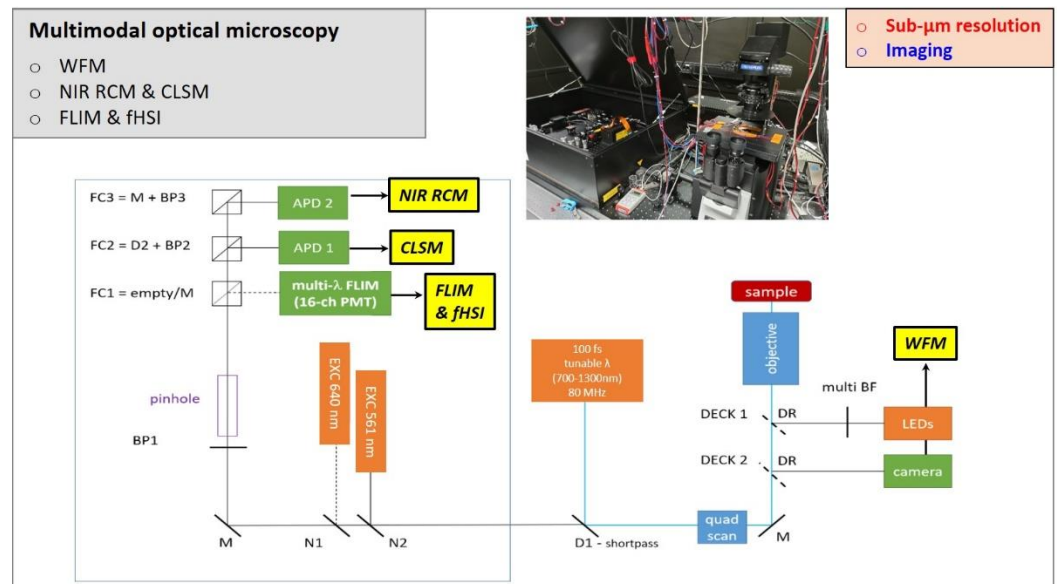 Multimodal optical microscopy
○ WFM
○ NIR RCM & CLSM
○ FLIM & fHSI
○ Sub-μm resolution
○ Imaging
FC3 = M + BP3
APD 2
NIR RCM
FC2 = D2 + BP2
APD 1
CLSM
FC1 = empty/M
multi-λ FLIM
(16-ch PMT)
FLIM
& fHSI
pinhole
BP1
EXC 640 nm
EXC 561 nm
M
N1
N2
100 fs
tunable λ
(700-1300nm)
80 MHz
D1 - shortpass
quad
scan
M
sample
objective
WFM
multi BF
DECK 1
DR
LEDs
DECK 2
DR
camera